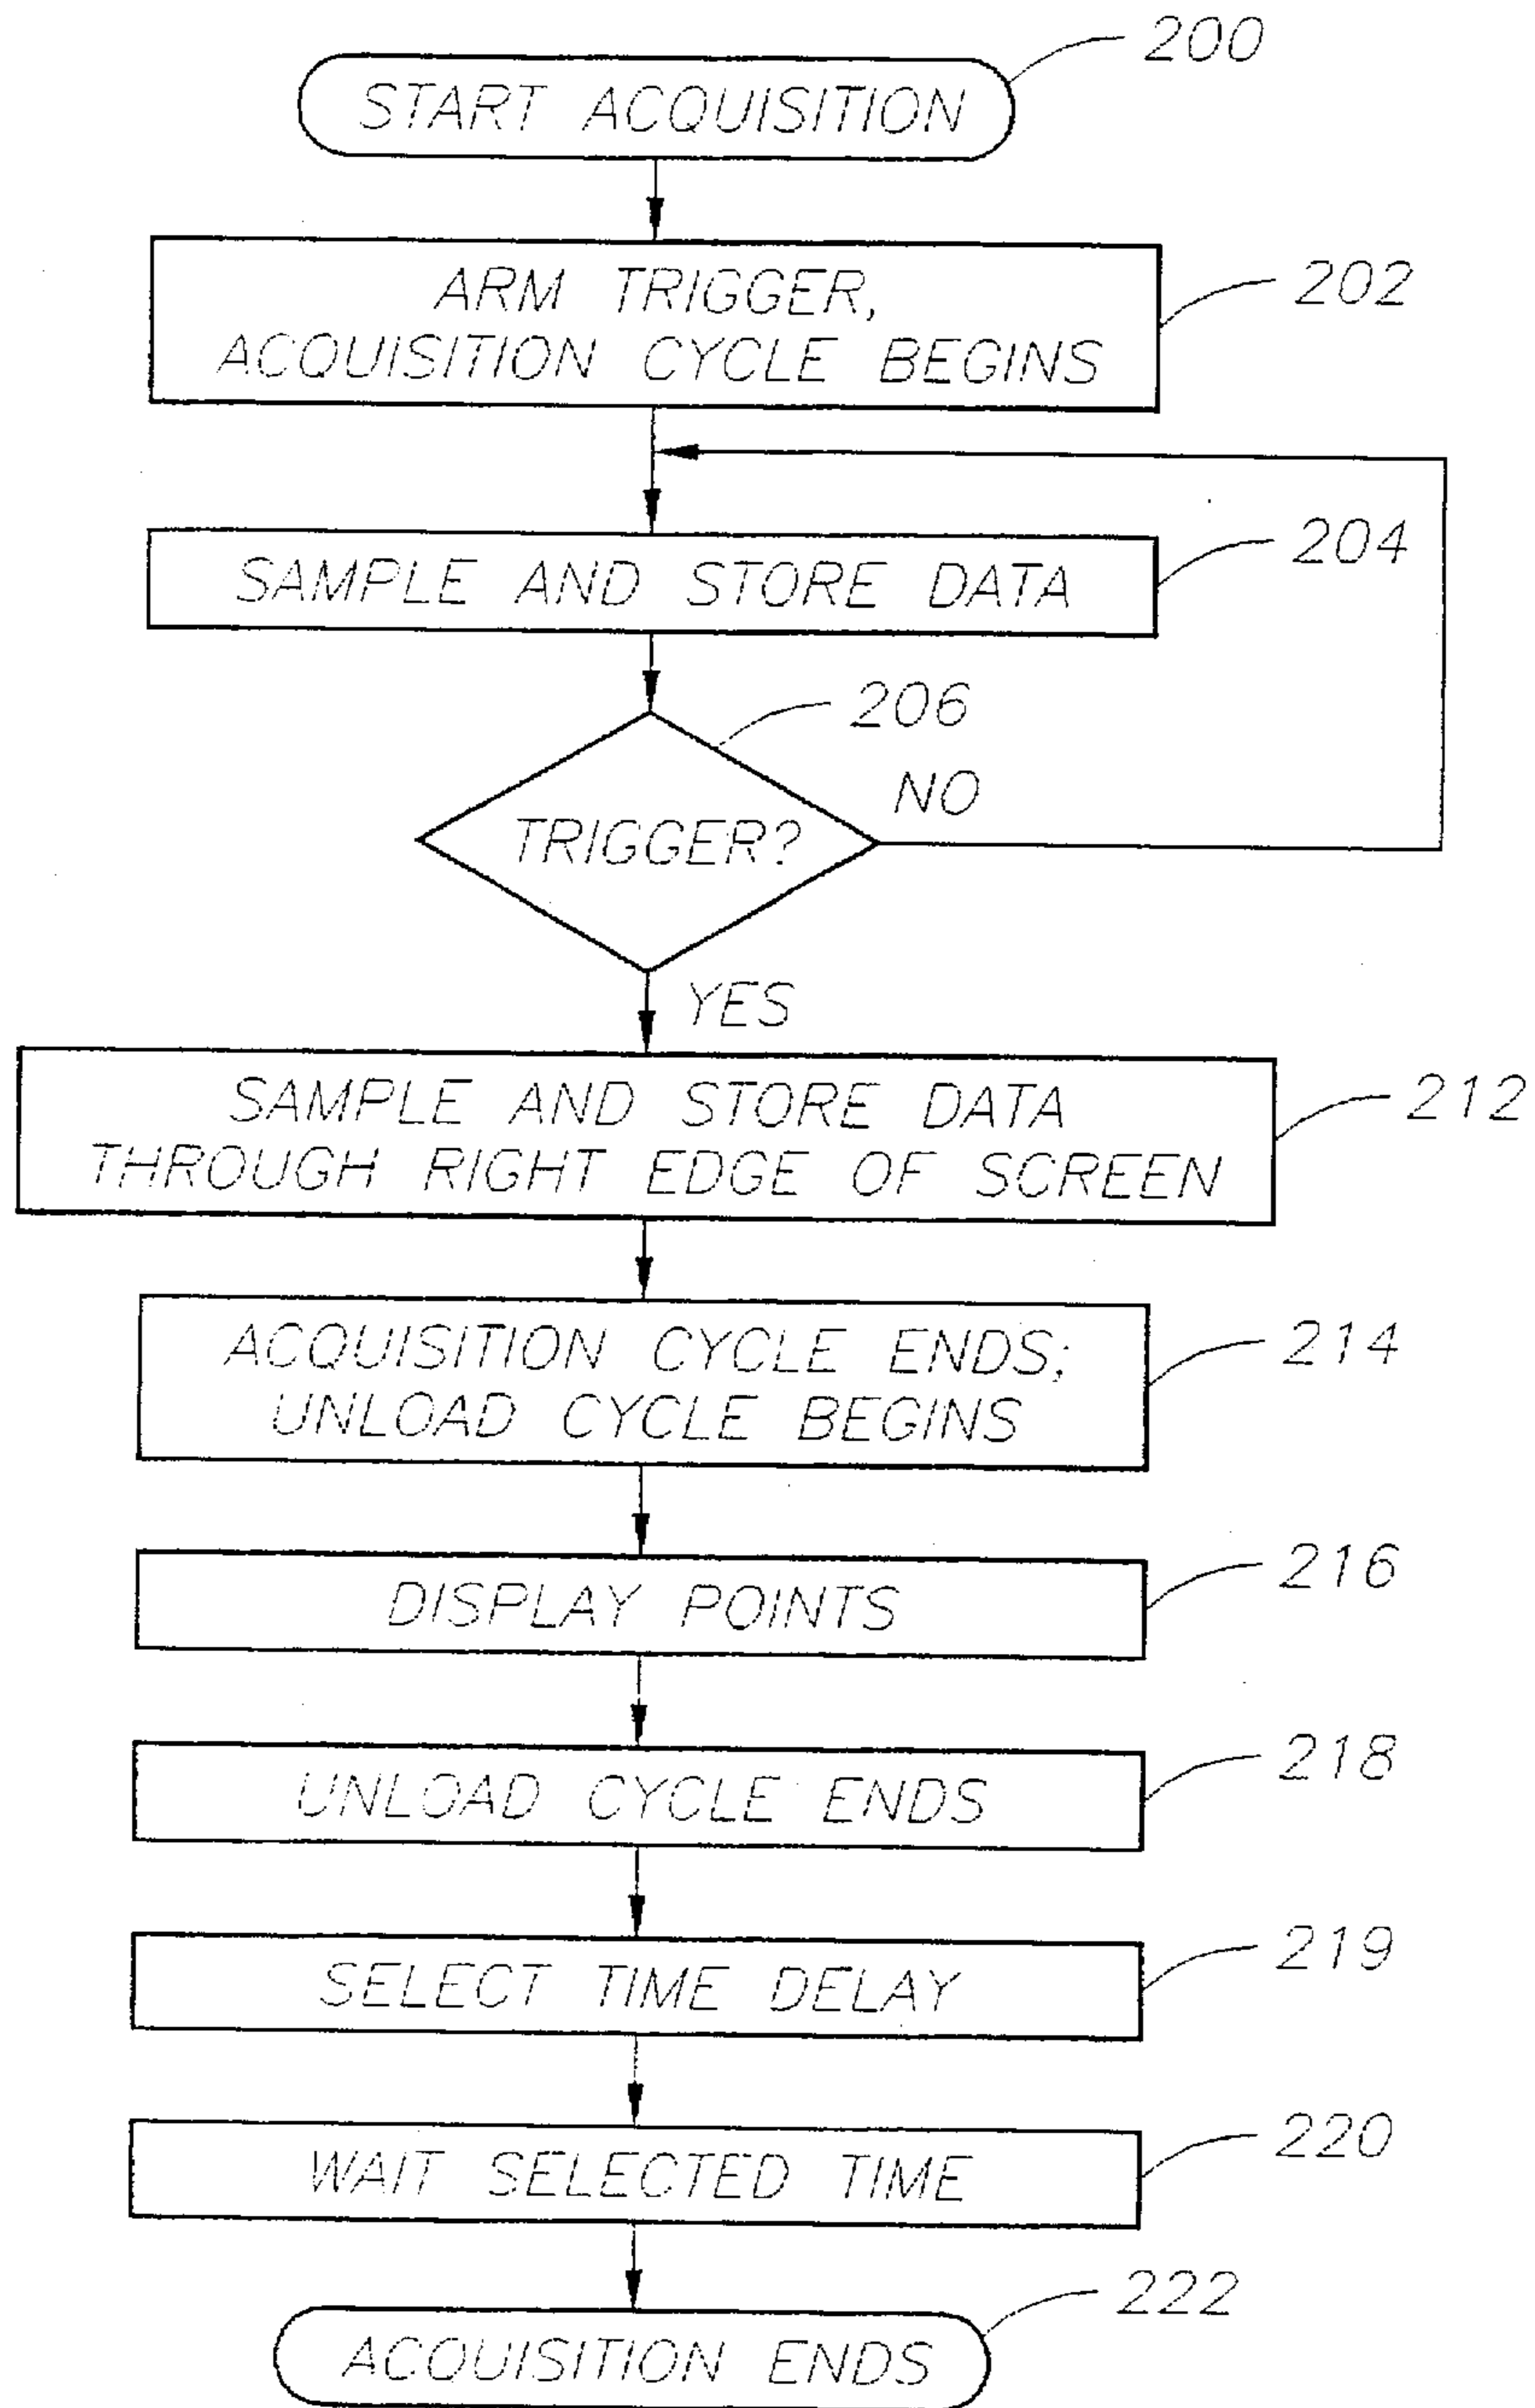 200
START ACQUISITION
ARM TRIGGER,
ACQUISITION CYCLE BEGINS
202
SAMPLE AND STORE DATA
204
206
TRIGGER?
NO
YES
SAMPLE AND STORE DATA
THROUGH RIGHT EDGE OF SCREEN
212
ACQUISITION CYCLE ENDS;
UNLOAD CYCLE BEGINS
214
DISPLAY POINTS
216
UNLOAD CYCLE ENDS
218
SELECT TIME DELAY
219
WAIT SELECTED TIME
220
222
ACQUISITION ENDS